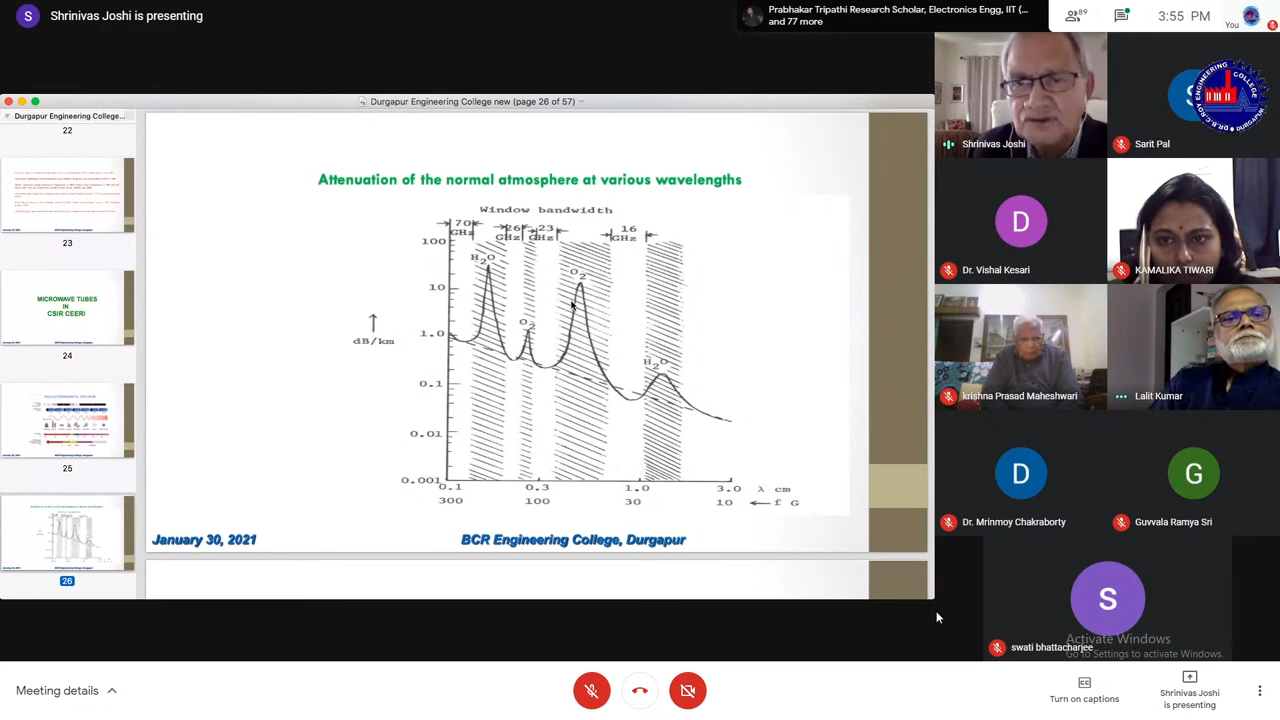 S Shrinivas Joshi is presenting
Prabhakar Tripathi Research Scholar, Electronics Engg, IIT (...
and 77 more
89
3:55 PM
You
Durgapur Engineering College new (page 26 of 57)
Durgapur Engineering College...
22
23
MICROWAVE TUBES
IN
CSIR CEERI
24
25
26
Attenuation of the normal atmosphere at various wavelengths
Window bandwidth
70 GHz
26 GHz
23 GHz
16 GHz
100
10
1.0
0.1
0.01
0.001
dB/km
H2O
O2
O2
H2O
0.1 0.3 1.0 3.0 λ cm
300 100 30 10 ← f G
January 30, 2021
BCR Engineering College, Durgapur
Shrinivas Joshi
S
DR.B.C.ROY ENGINEERING COLLEGE DURGAPUR
Sarit Pal
D
Dr. Vishal Kesari
KAMALIKA TIWARI
krishna Prasad Maheshwari
Lalit Kumar
D
Dr. Mrinmoy Chakraborty
G
Guvvala Ramya Sri
S
swati bhattacharjee
Activate Windows
Go to Settings to activate Windows.
Meeting details
Turn on captions
Shrinivas Joshi
is presenting